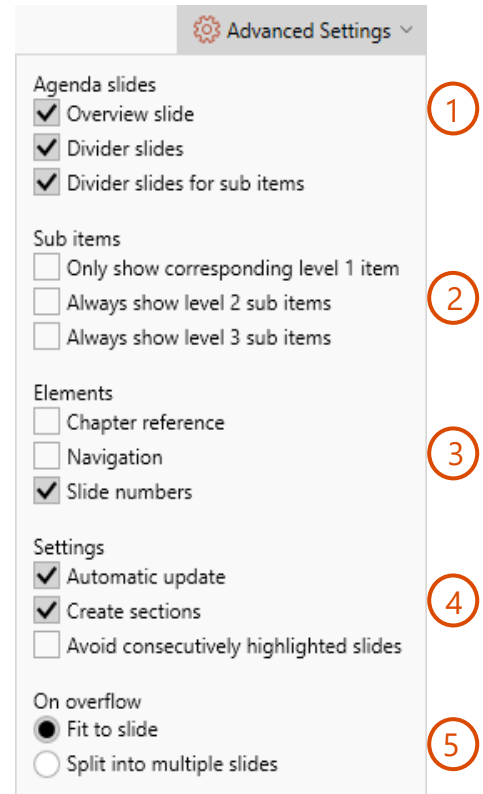 Advanced Settings
Agenda slides
1
Overview slide
Divider slides
Divider slides for sub items
Sub items
Only show corresponding level 1 item
2
Always show level 2 sub items
Always show level 3 sub items
Elements
Chapter reference
3
Navigation
Slide numbers
Settings
Automatic update
4
Create sections
Avoid consecutively highlighted slides
On overflow
Fit to slide
5
Split into multiple slides